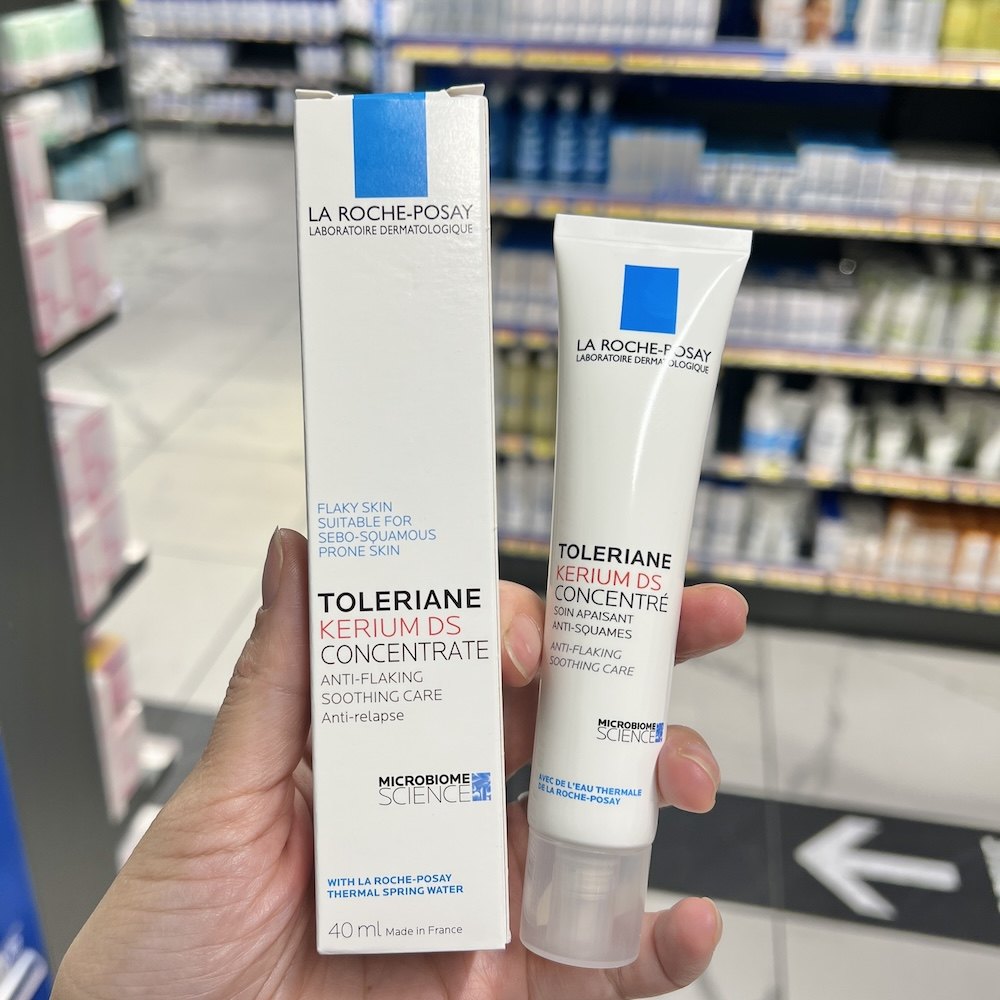 LA ROCHE-POSAY
LABORATOIRE DERMATOLOGIQUE
FLAKY SKIN
SUITABLE FOR
SEBO-SQUAMOUS
PRONE SKIN
TOLERIANE
KERIUM DS
CONCENTRATE
ANTI-FLAKING
SOOTHING CARE
Anti-relapse
MICROBIOME
SCIENCE
WITH LA ROCHE-POSAY
THERMAL SPRING WATER
40 ml Made in France
LA ROCHE-POSAY
LABORATOIRE DERMATOLOGIQUE
TOLERIANE
KERIUM DS
CONCENTRÉ
SOIN APAISANT
ANTI-SQUAMES
ANTI-FLAKING
SOOTHING CARE
MICROBIOME
SCIENCE
AVEC DE L'EAU THERMALE
DE LA ROCHE-POSAY